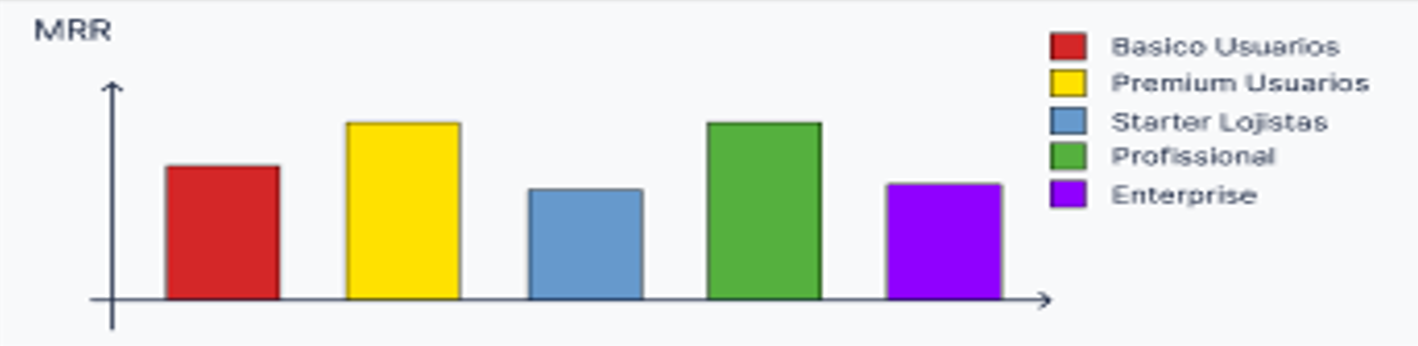 MRR
Basico Usuarios
Premium Usuarios
Starter Lojistas
Profissional
Enterprise